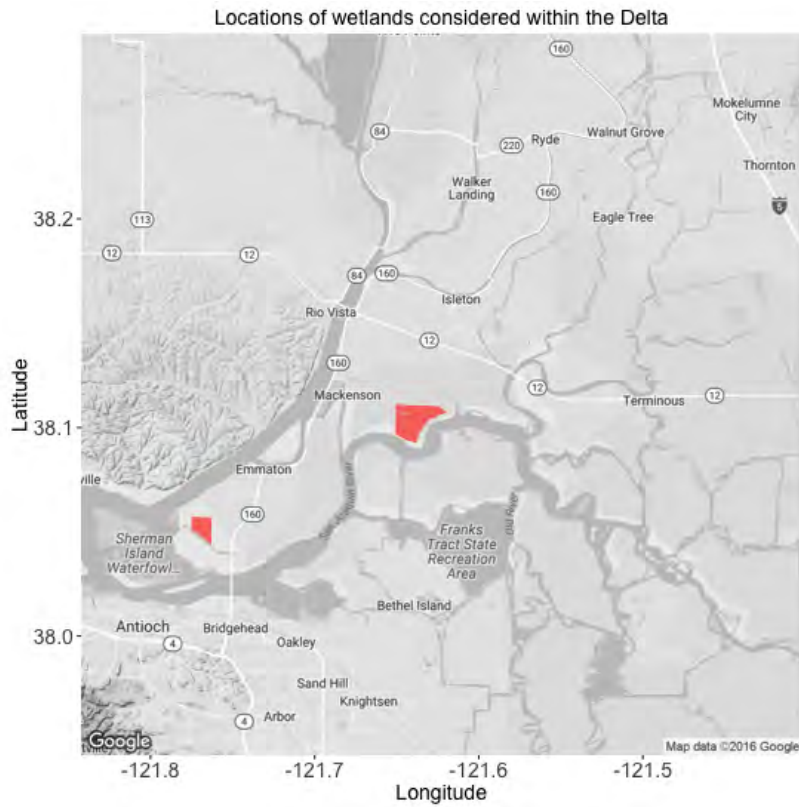 Locations of wetlands considered within the Delta
160
Mokelumne
City
84
220
Ryde
Walnut Grove
Thornton
Walker
Landing
160
5
38.2
113
Eagle Tree
12
12
84
160
Isleton
Rio Vista
12
160
12
Mackenson
Terminous
12
Latitude
38.1
Emmaton
ville
160
Sherman
Island
Waterfowl...
Franks
Tract State
Recreation
Area
Old River
Bethel Island
38.0
Antioch
4
Bridgehead
Oakley
Sand Hill
Knightsen
Arbor
4
Google
Map data ©2016 Google
-121.8
-121.7
-121.6
-121.5
Longitude